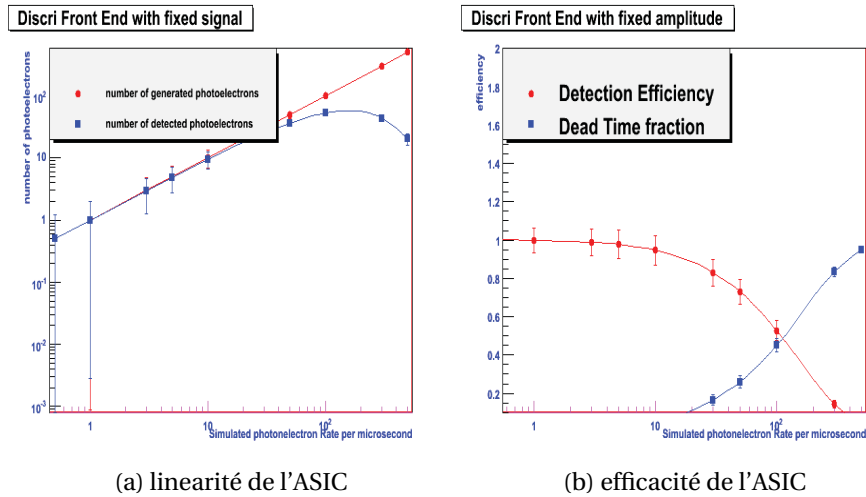 Discri Front End with fixed signal
number of photoelectrons
number of generated photoelectrons
number of detected photoelectrons
10²
10
1
10⁻¹
10⁻²
10⁻³
1
10
10²
Simulated photonelectron Rate per microsecond
(a) linearité de l'ASIC
Discri Front End with fixed amplitude
efficiency
Detection Efficiency
Dead Time fraction
2
1.8
1.6
1.4
1.2
1
0.8
0.6
0.4
0.2
1
10
10²
Simulated photonelectron Rate per microsecond
(b) efficacité de l'ASIC